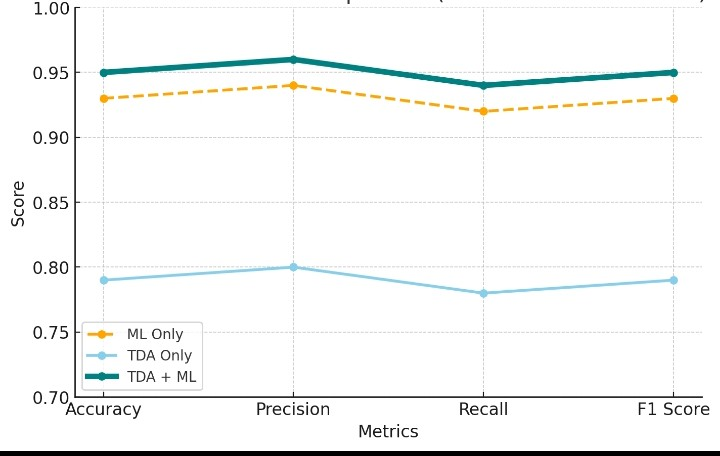 1.00
0.95
0.90
0.85
0.80
0.75
0.70
Score
ML Only
TDA Only
TDA + ML
Accuracy Precision Recall F1 Score
Metrics